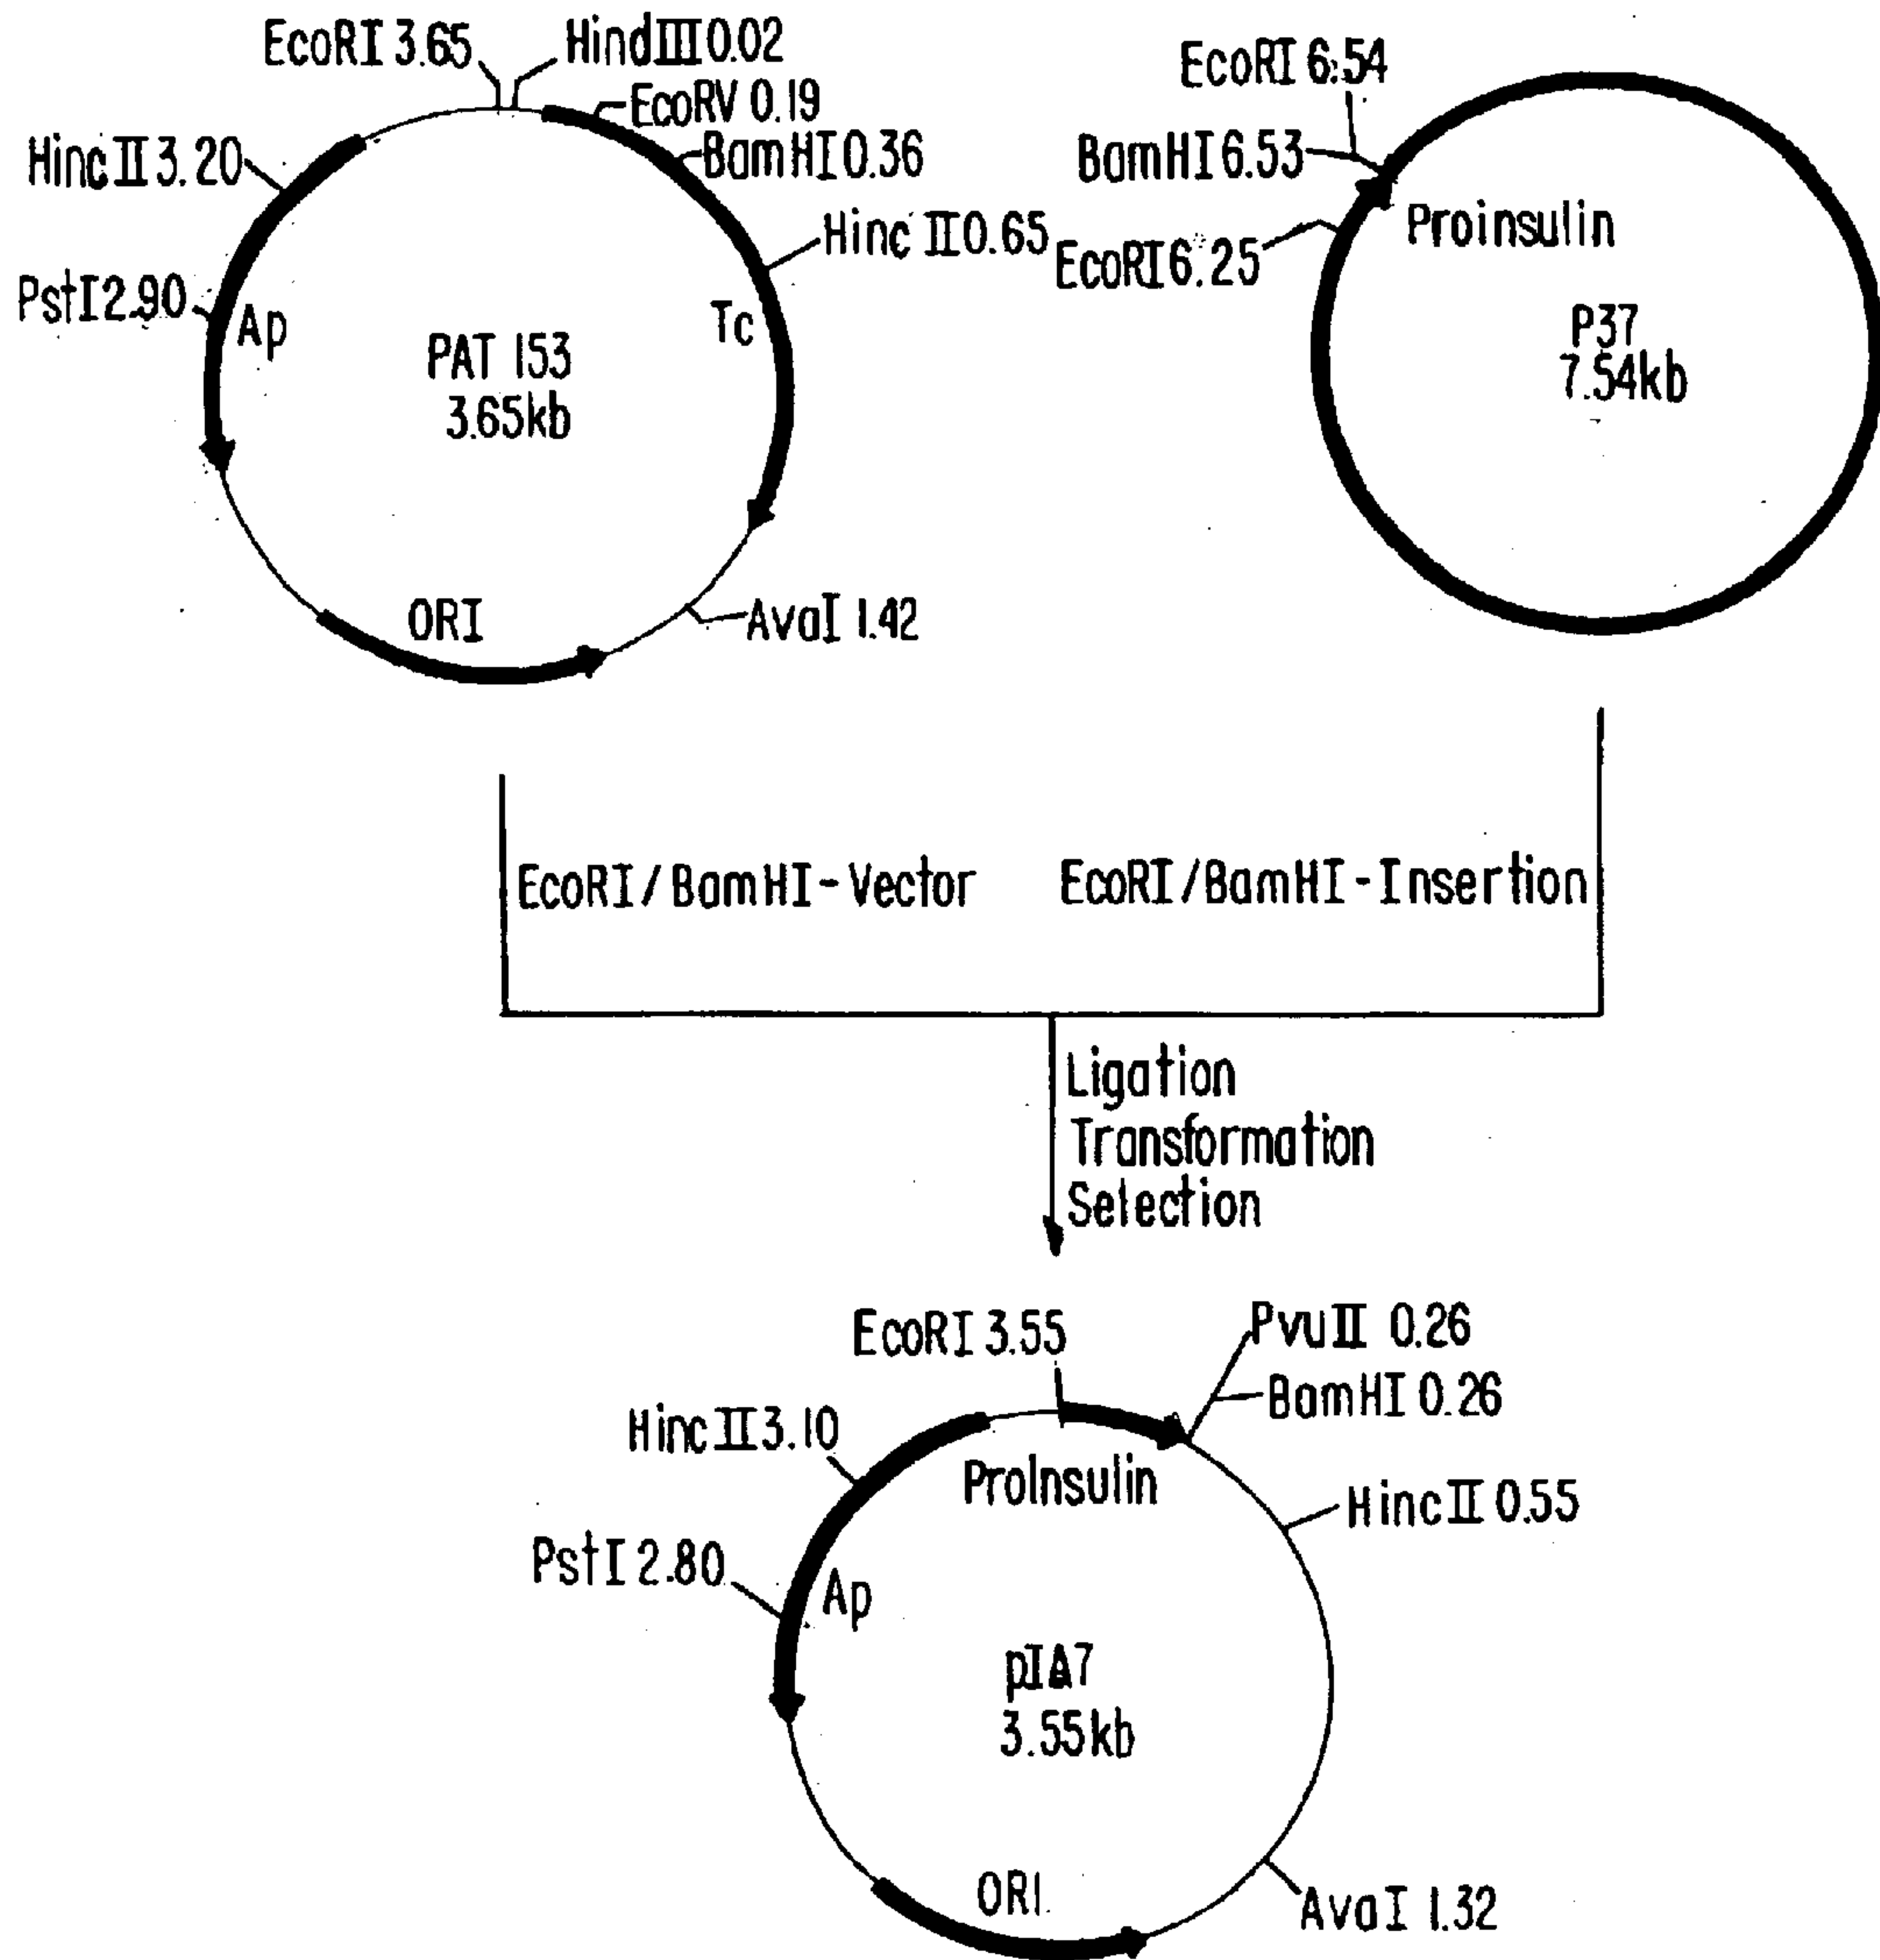 EcoRI 3.65
HindIII 0.02
EcoRV 0.19
BamHI 0.36
HincII 3.20
HincII 0.65
PstI 2.90
Ap
Tc
PAT 153
3.65kb
ORI
AvaI 1.42
EcoRI 6.54
BamHI 6.53
EcoRI 6.25
Proinsulin
P37
7.54kb
EcoRI/BamHI-Vector
EcoRI/BamHI-Insertion
Ligation
Transformation
Selection
EcoRI 3.55
PvuII 0.26
BamHI 0.26
HincII 3.10
ProInsulin
HincII 0.55
PstI 2.80
Ap
pIA7
3.55kb
ORI
AvaI 1.32